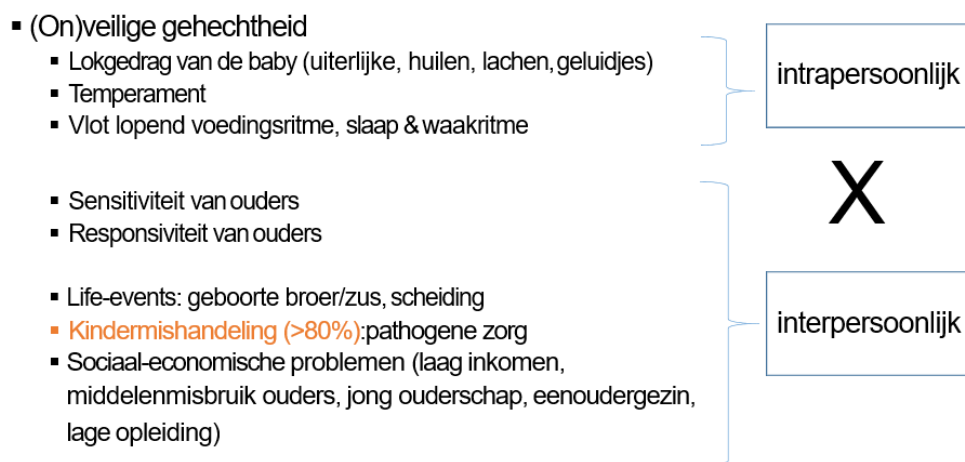 ▪ (On)veilige gehechtheid
▪ Lokgedrag van de baby (uiterlijke, huilen, lachen, geluidjes)
▪ Temperament
▪ Vlot lopend voedingsritme, slaap & waakritme
intrapersoonlijk
X
▪ Sensitiviteit van ouders
▪ Responsiviteit van ouders
▪ Life-events: geboorte broer/zus, scheiding
▪ Kindermishandeling (>80%):pathogene zorg
▪ Sociaal-economische problemen (laag inkomen,
middelenmisbruik ouders, jong ouderschap, eenoudergezin,
lage opleiding)
interpersoonlijk